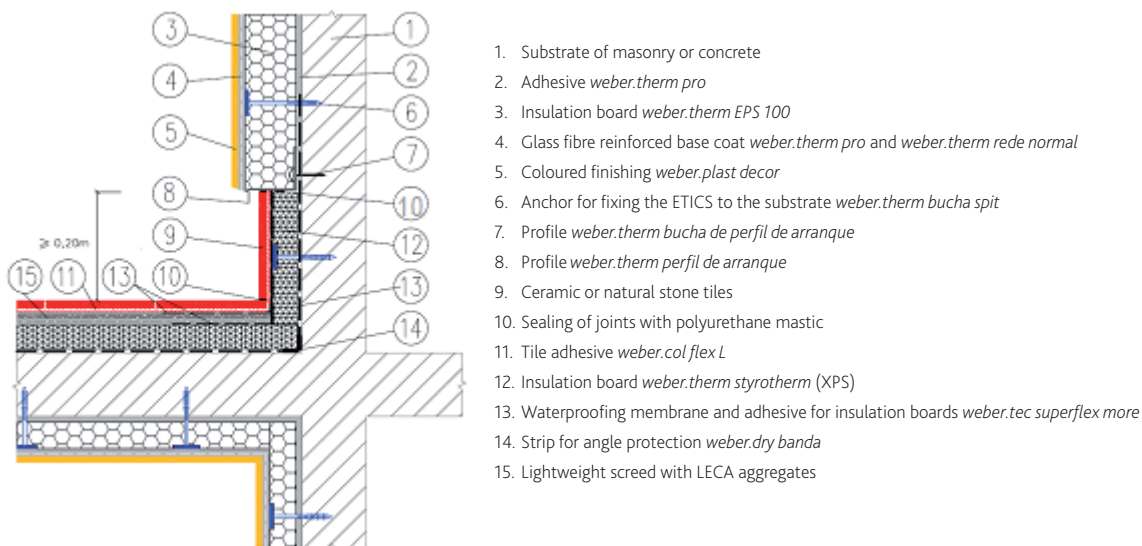 3
1
4
2
6
5
7
8
10
9
12
≥ 0,20m
15
11
13
10
13
14
1. Substrate of masonry or concrete
2. Adhesive weber.therm pro
3. Insulation board weber.therm EPS 100
4. Glass fibre reinforced base coat weber.therm pro and weber.therm rede normal
5. Coloured finishing weber.plast decor
6. Anchor for fixing the ETICS to the substrate weber.therm bucha spit
7. Profile weber.therm bucha de perfil de arranque
8. Profile weber.therm perfil de arranque
9. Ceramic or natural stone tiles
10. Sealing of joints with polyurethane mastic
11. Tile adhesive weber.col flex L
12. Insulation board weber.therm styrotherm (XPS)
13. Waterproofing membrane and adhesive for insulation boards weber.tec superflex more
14. Strip for angle protection weber.dry banda
15. Lightweight screed with LECA aggregates